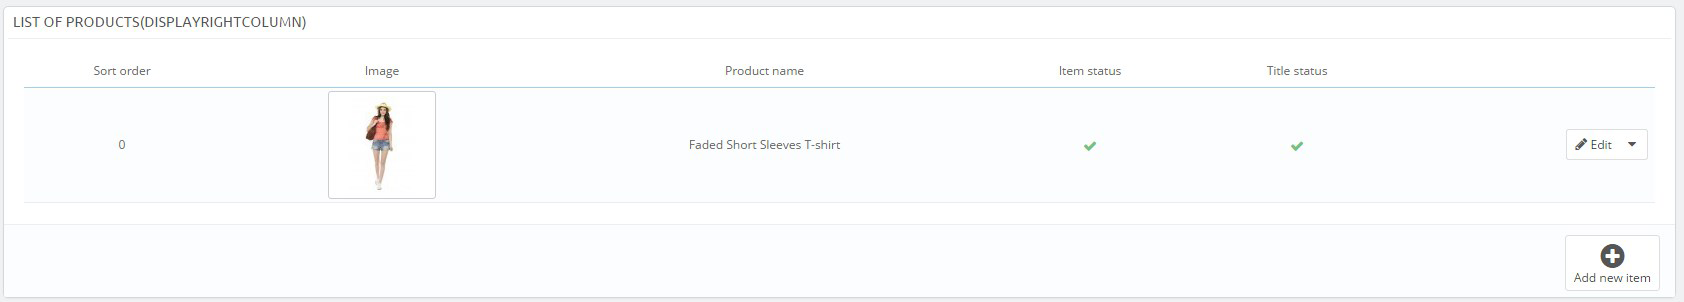 LIST OF PRODUCTS(DISPLAYRIGHTCOLUMN)
Sort order Image Product name Item status Title status
0 Faded Short Sleeves T-shirt Edit
Add new item